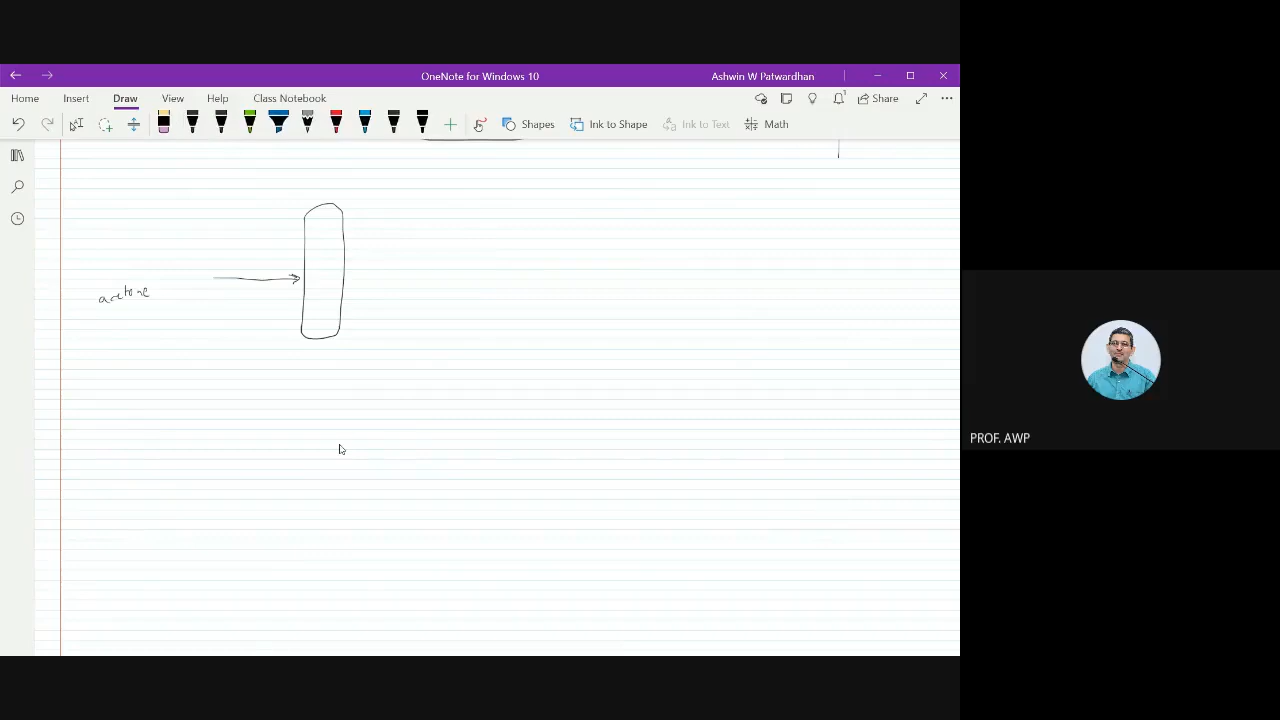 OneNote for Windows 10
Ashwin W Patwardhan
Home Insert Draw View Help Class Notebook
Share
Shapes Ink to Shape Ink to Text Math
acetone
PROF. AWP